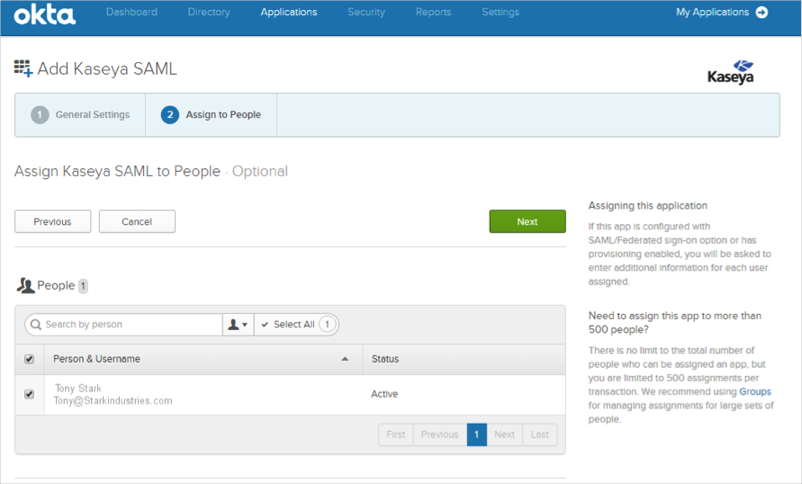 okta Dashboard Directory Applications Security Reports Settings My Applications
Add Kaseya SAML
Kaseya
1 General Settings 2 Assign to People
Assign Kaseya SAML to People · Optional
Previous Cancel Next
People 1
Search by person Select All 1
Person & Username Status
Tony Stark
Tony@Starkindustries.com Active
First Previous 1 Next Last
Assigning this application
If this app is configured with
SAML/Federated sign-on option or has
provisioning enabled, you will be asked to
enter additional information for each user
assigned.
Need to assign this app to more than
500 people?
There is no limit to the total number of
people who can be assigned an app, but
you are limited to 500 assignments per
transaction. We recommend using Groups
for managing assignments for large sets of
people.